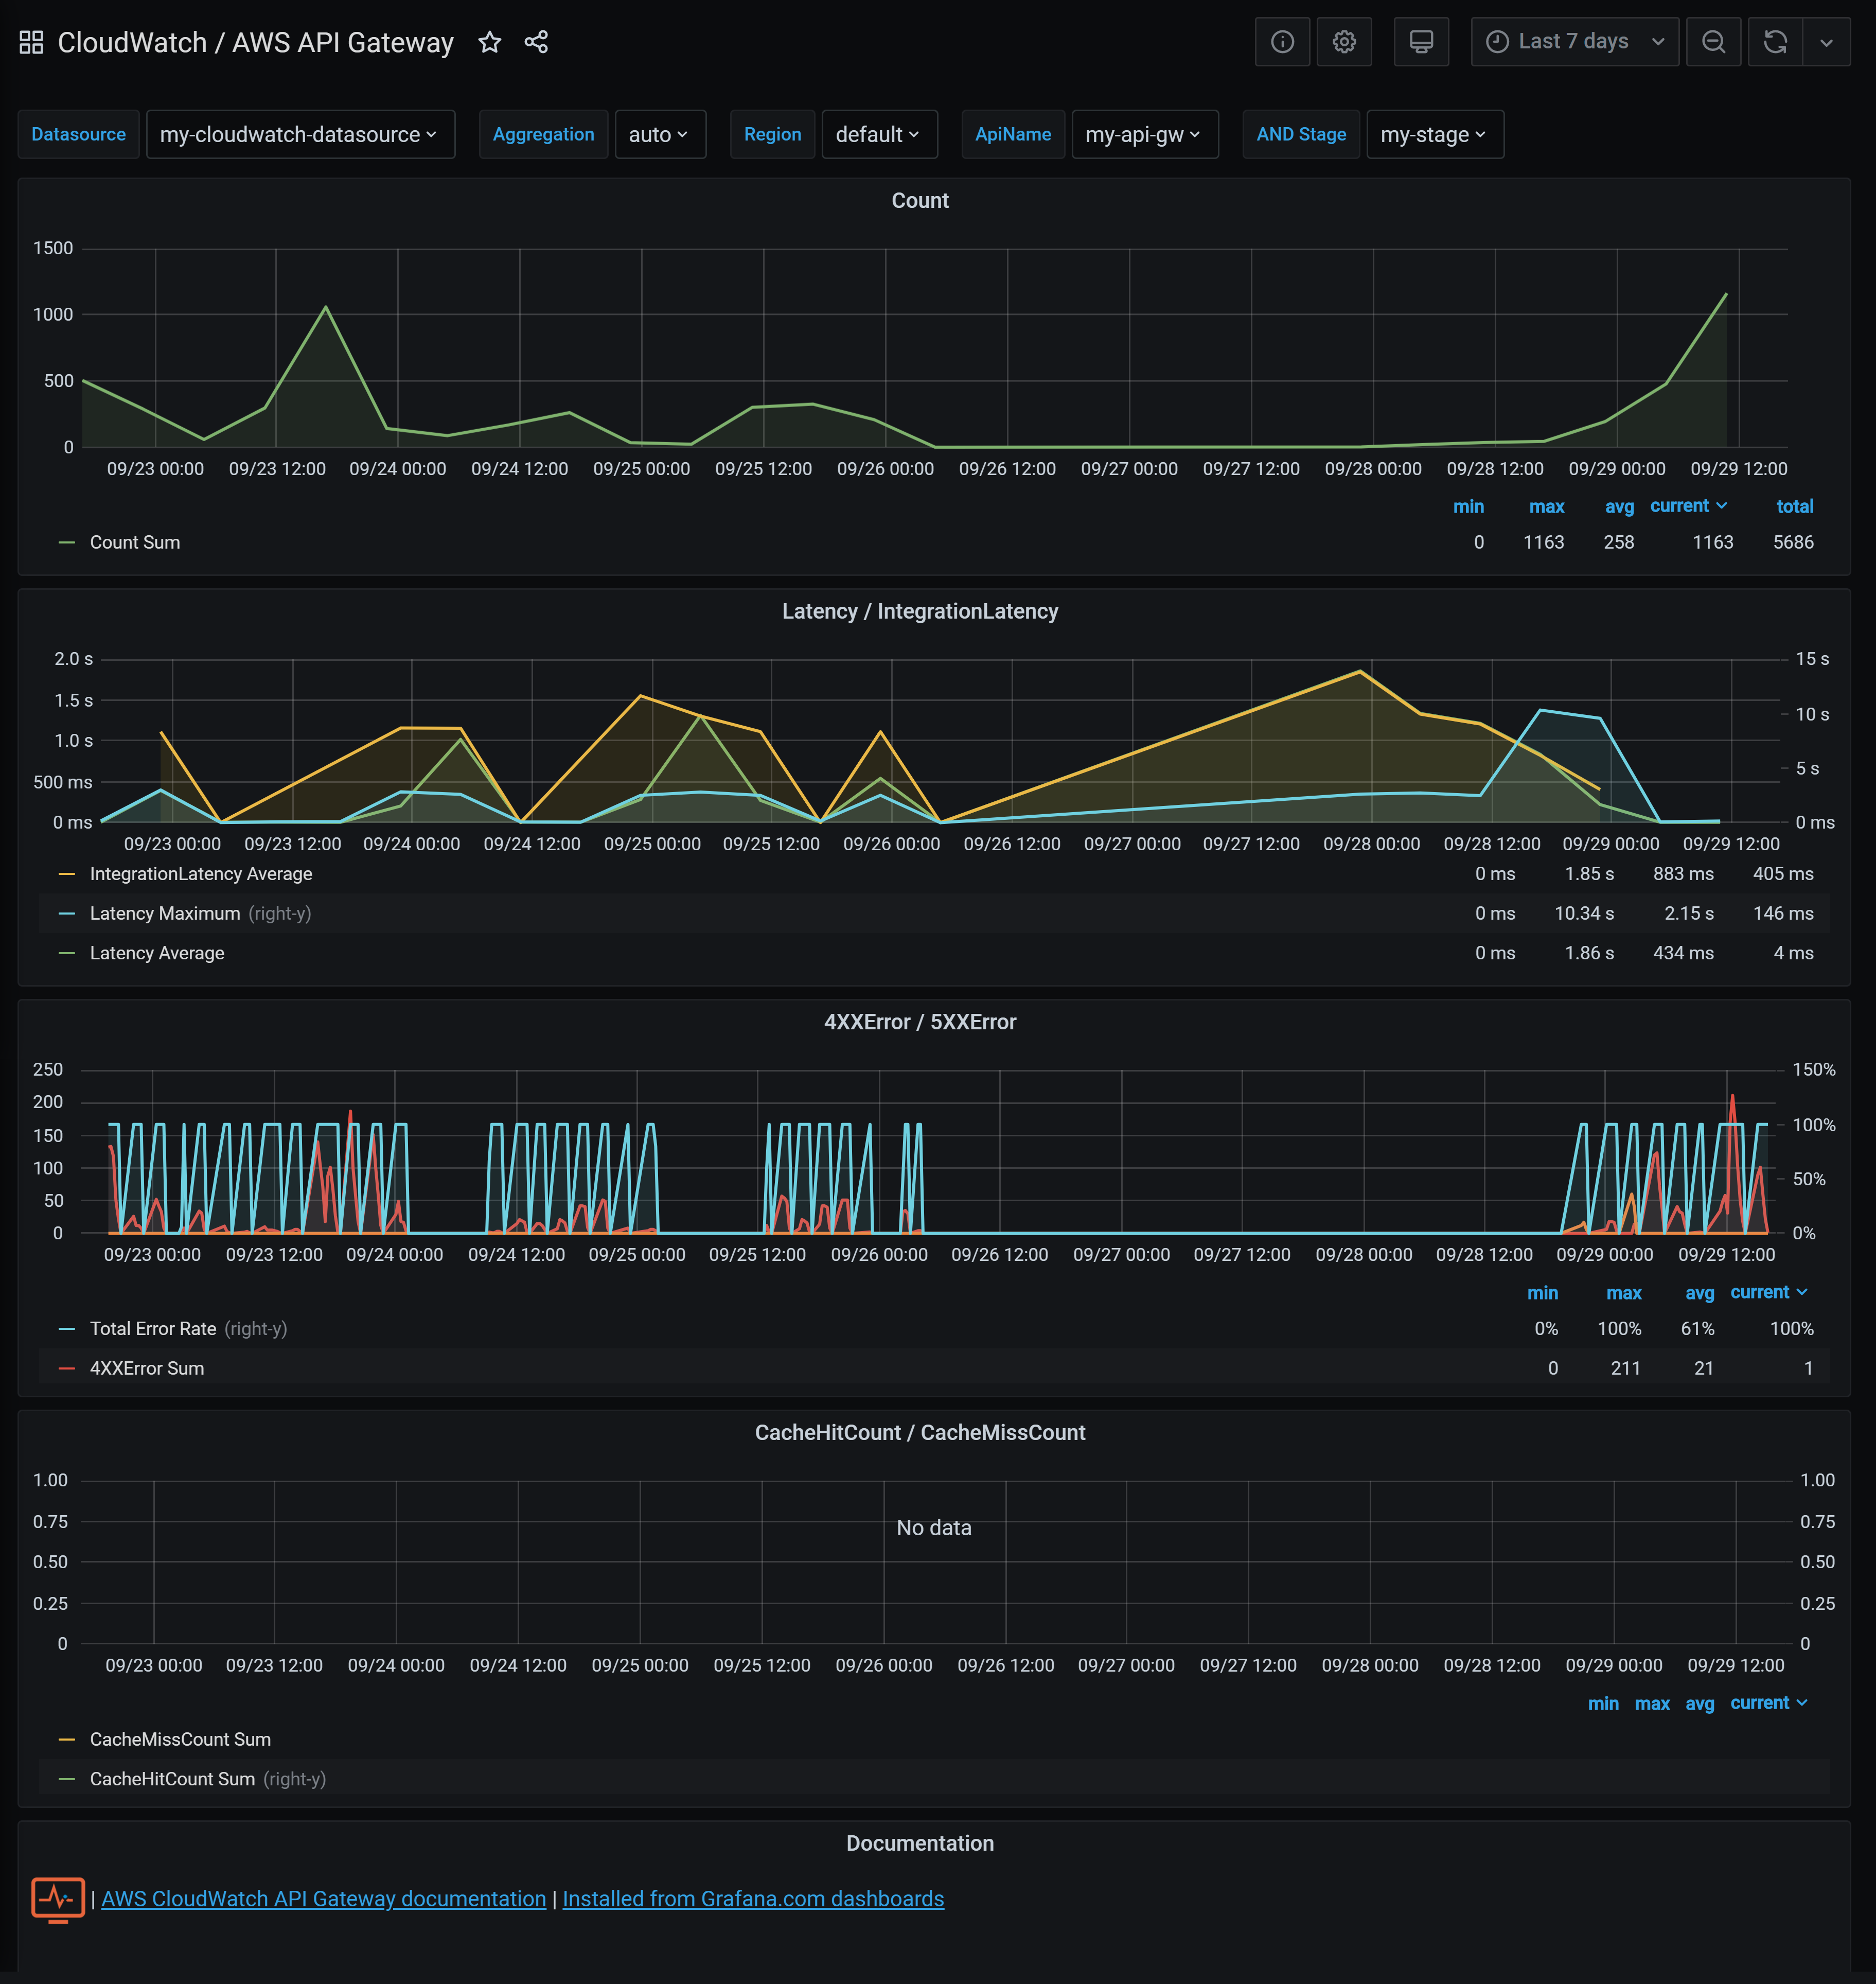 CloudWatch / AWS API Gateway
Last 7 days
Datasource my-cloudwatch-datasource Aggregation auto Region default ApiName my-api-gw AND Stage my-stage
Count
1500
1000
500
0
09/23 00:00 09/23 12:00 09/24 00:00 09/24 12:00 09/25 00:00 09/25 12:00 09/26 00:00 09/26 12:00 09/27 00:00 09/27 12:00 09/28 00:00 09/28 12:00 09/29 00:00 09/29 12:00
min max avg current total
Count Sum 0 1163 258 1163 5686
Latency / IntegrationLatency
2.0 s 15 s
1.5 s
10 s
1.0 s
5 s
500 ms
0 ms 0 ms
09/23 00:00 09/23 12:00 09/24 00:00 09/24 12:00 09/25 00:00 09/25 12:00 09/26 00:00 09/26 12:00 09/27 00:00 09/27 12:00 09/28 00:00 09/28 12:00 09/29 00:00 09/29 12:00
IntegrationLatency Average 0 ms 1.85 s 883 ms 405 ms
Latency Maximum (right-y) 0 ms 10.34 s 2.15 s 146 ms
Latency Average 0 ms 1.86 s 434 ms 4 ms
4XXError / 5XXError
250 150%
200
100%
150
100
50%
50
0 0%
09/23 00:00 09/23 12:00 09/24 00:00 09/24 12:00 09/25 00:00 09/25 12:00 09/26 00:00 09/26 12:00 09/27 00:00 09/27 12:00 09/28 00:00 09/28 12:00 09/29 00:00 09/29 12:00
min max avg current
Total Error Rate (right-y) 0% 100% 61% 100%
4XXError Sum 0 211 21 1
CacheHitCount / CacheMissCount
1.00 1.00
0.75 No data 0.75
0.50 0.50
0.25 0.25
0 0
09/23 00:00 09/23 12:00 09/24 00:00 09/24 12:00 09/25 00:00 09/25 12:00 09/26 00:00 09/26 12:00 09/27 00:00 09/27 12:00 09/28 00:00 09/28 12:00 09/29 00:00 09/29 12:00
min max avg current
CacheMissCount Sum
CacheHitCount Sum (right-y)
Documentation
| AWS CloudWatch API Gateway documentation | Installed from Grafana.com dashboards